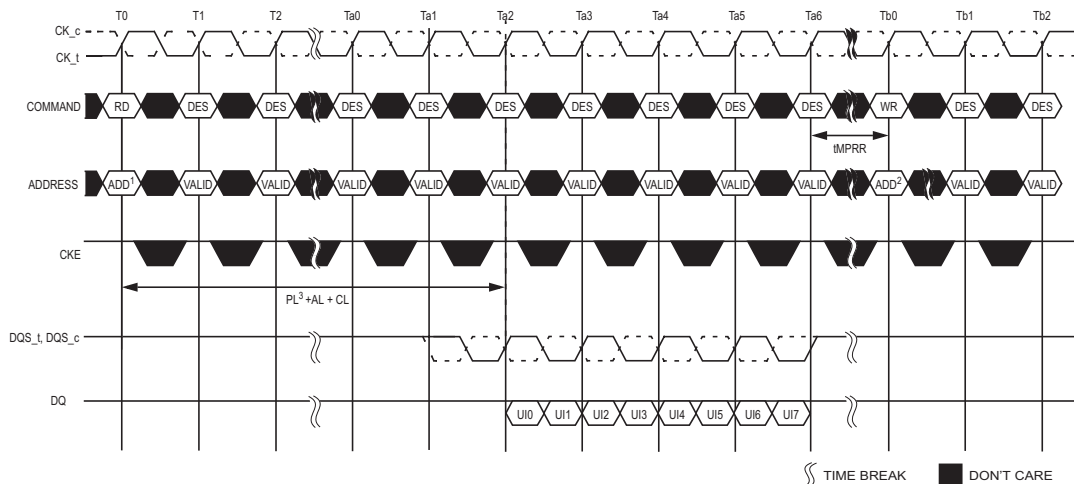 T0 T1 T2 Ta0 Ta1 Ta2 Ta3 Ta4 Ta5 Ta6 Tb0 Tb1 Tb2
CK_c
CK_t
COMMAND RD DES DES DES DES DES DES DES DES DES WR DES DES
tMPRR
ADDRESS ADD¹ VALID VALID VALID VALID VALID VALID VALID VALID VALID ADD² VALID VALID
CKE
PL³ +AL + CL
DQS_t, DQS_c
DQ UI0 UI1 UI2 UI3 UI4 UI5 UI6 UI7
TIME BREAK DON'T CARE